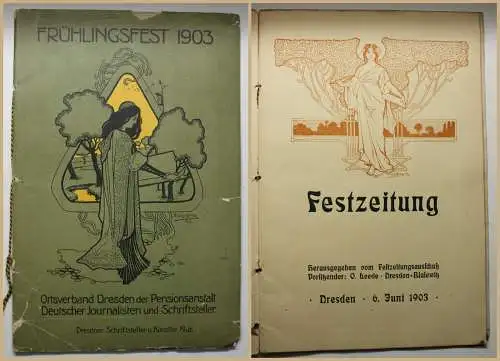 FRÜHLINGSFEST 1903
Ortsverband Dresden der Pensionsanstalt
Deutscher Journalisten und Schriftsteller
Dresdner Schriftsteller u. Künstler Klub.
Festzeitung
Herausgegeben vom Festzeitungsausschuß
Vorsitzender: O. Leede · Dresden-Blasewitz
· Dresden · 6. Juni 1903 ·